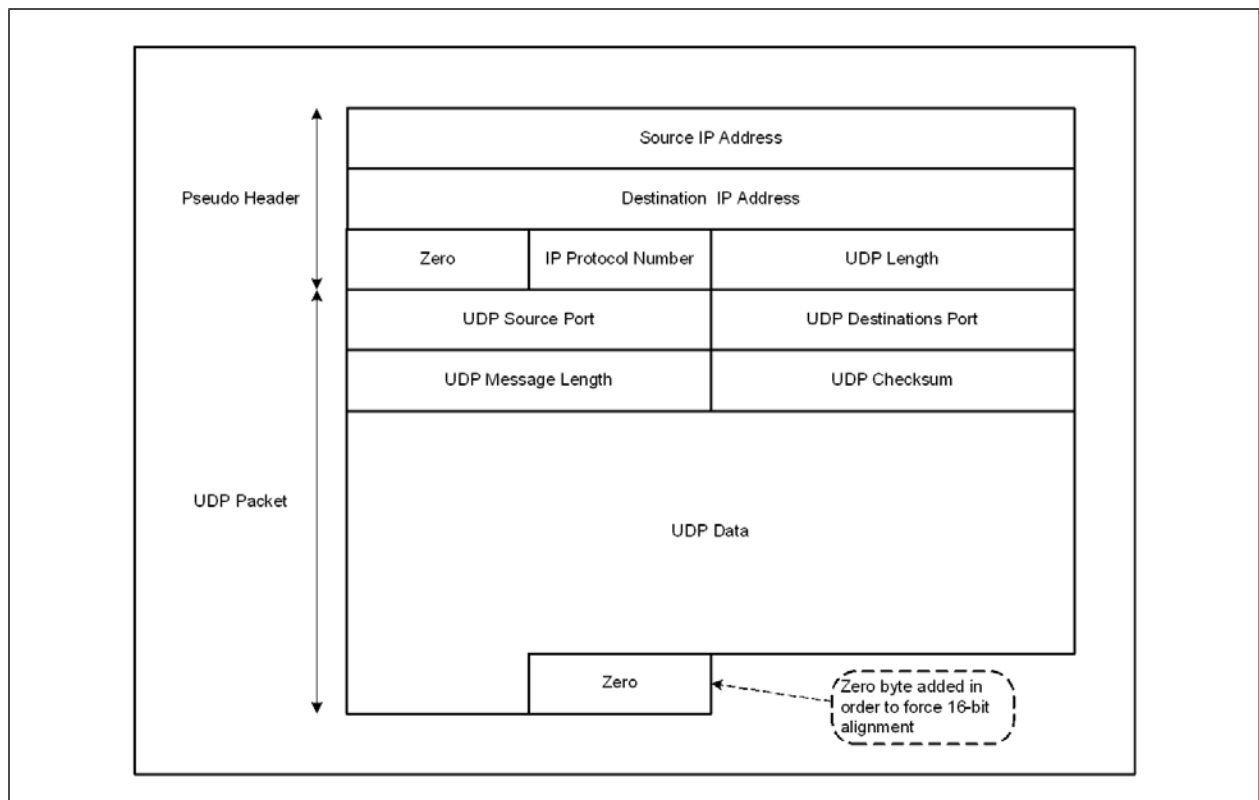 Source IP Address
Pseudo Header
Destination IP Address
Zero
IP Protocol Number
UDP Length
UDP Source Port
UDP Destinations Port
UDP Message Length
UDP Checksum
UDP Packet
UDP Data
Zero
Zero byte added in
order to force 16-bit
alignment